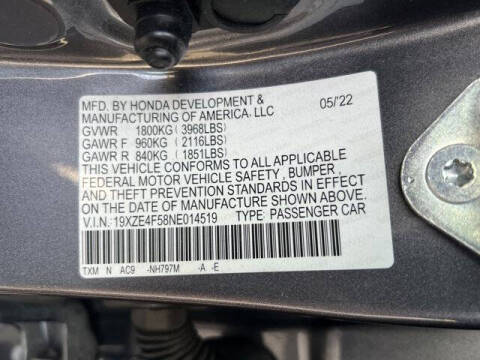 MFD. BY HONDA DEVELOPMENT & 05/'22
MANUFACTURING OF AMERICA, LLC
GVWR 1800KG (3968LBS)
GAWR F 960KG (2116LBS)
GAWR R 840KG (1851LBS)
THIS VEHICLE CONFORMS TO ALL APPLICABLE
FEDERAL MOTOR VEHICLE SAFETY, BUMPER,
AND THEFT PREVENTION STANDARDS IN EFFECT
ON THE DATE OF MANUFACTURE SHOWN ABOVE.
V.I.N.:19XZE4F58NE014519 TYPE: PASSENGER CAR
TXM N AC9 -NH797M -A -E